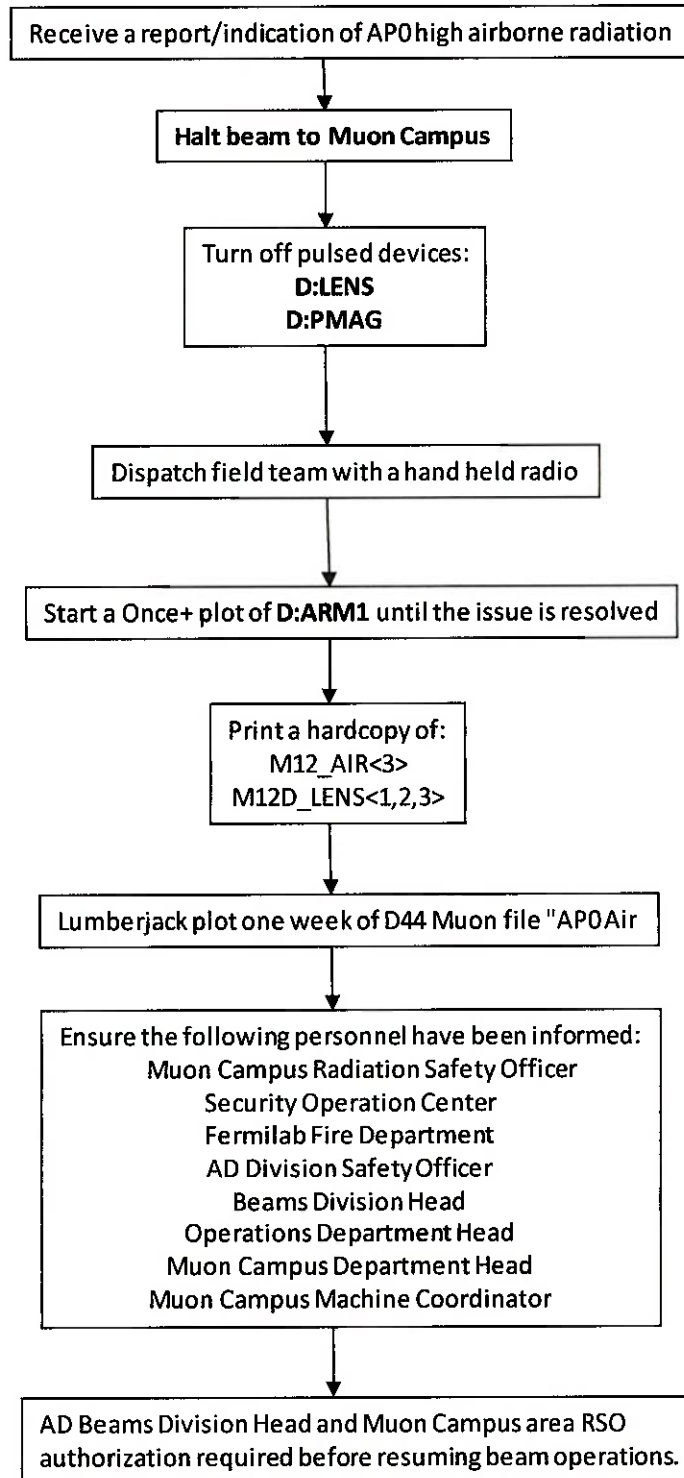 Receive a report/indication of AP0 high airborne radiation
Halt beam to Muon Campus
Turn off pulsed devices:
D:LENS
D:PMAG
Dispatch field team with a hand held radio
Start a Once+ plot of D:ARM1 until the issue is resolved
Print a hardcopy of:
M12_AIR<3>
M12D_LENS<1,2,3>
Lumberjack plot one week of D44 Muon file "AP0 Air
Ensure the following personnel have been informed:
Muon Campus Radiation Safety Officer
Security Operation Center
Fermilab Fire Department
AD Division Safety Officer
Beams Division Head
Operations Department Head
Muon Campus Department Head
Muon Campus Machine Coordinator
AD Beams Division Head and Muon Campus area RSO
authorization required before resuming beam operations.